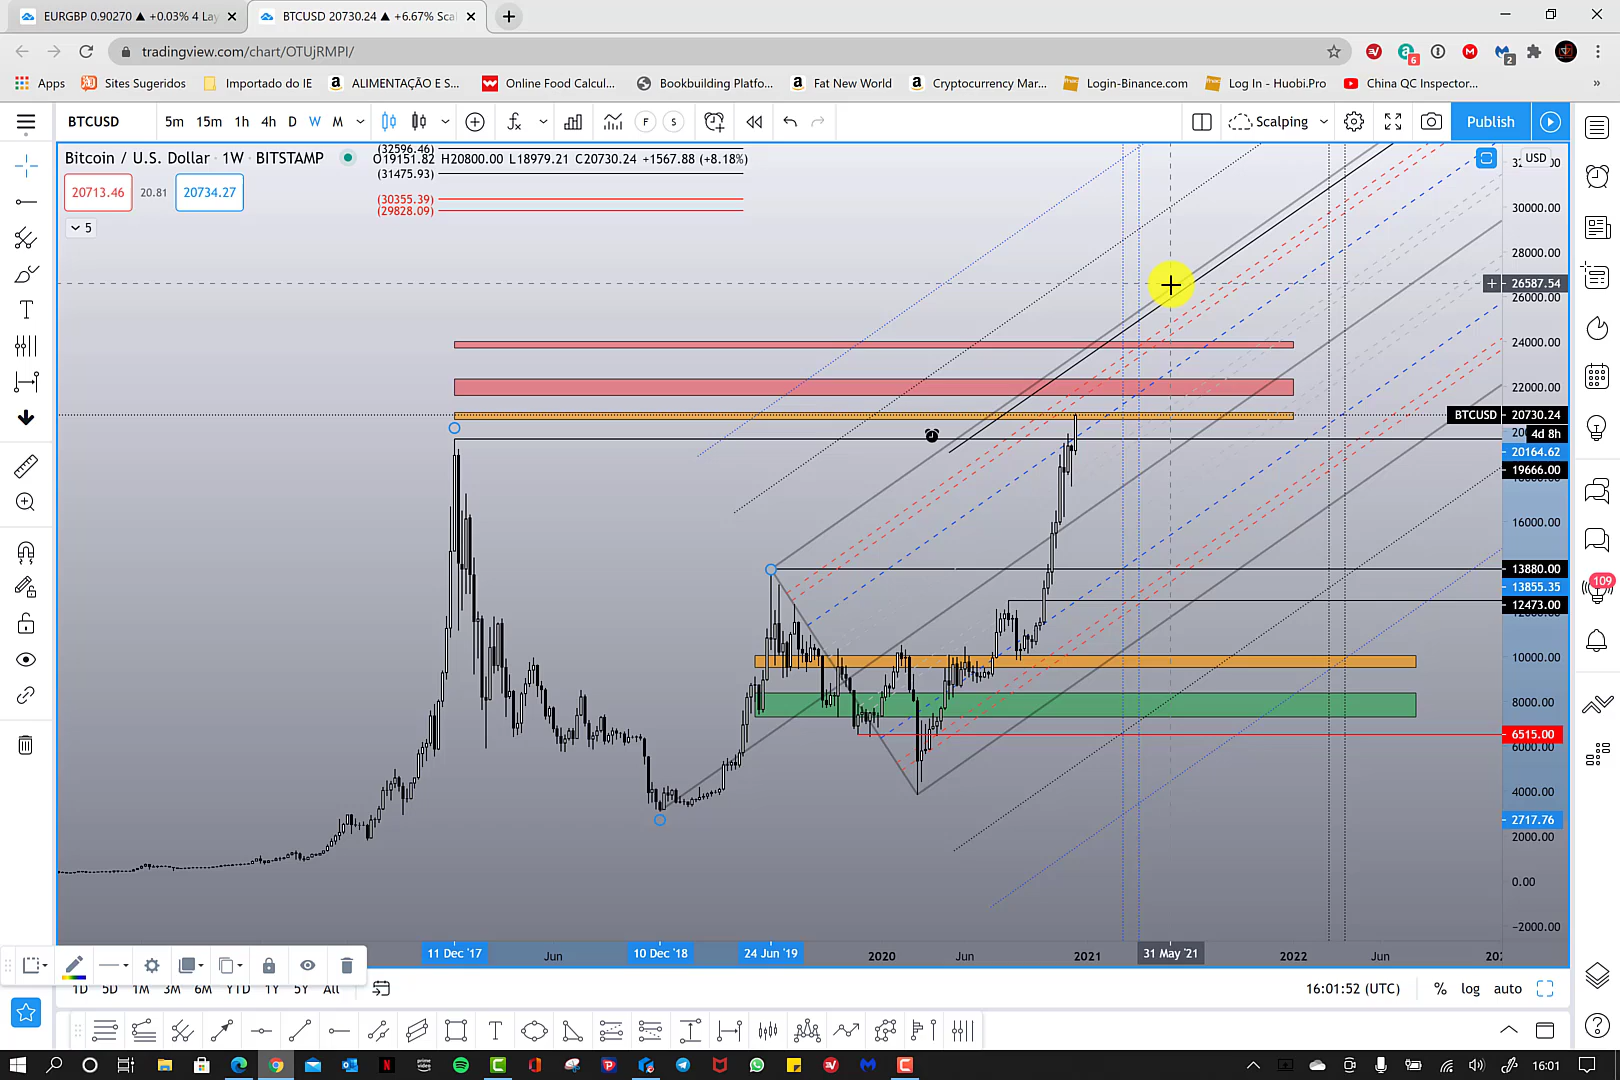 EURGBP 0.90270 ▲ +0.03% 4 Lay
BTCUSD 20730.24 ▲ +6.67% Scal
tradingview.com/chart/OTUjRMPI/
6
2
Apps
Sites Sugeridos
Importado do IE
ALIMENTAÇÃO E S...
Online Food Calcul...
Bookbuilding Platfo...
Fat New World
Cryptocurrency Mar...
Login-Binance.com
Log In - Huobi.Pro
China QC Inspector...
»
BTCUSD
5m 15m 1h 4h D W M
F S
Scalping
Publish
Bitcoin / U.S. Dollar · 1W · BITSTAMP
(32596.46)
O19151.82 H20800.00 L18979.21 C20730.24 +1567.88 (+8.18%)
(31475.93)
20713.46 20.81 20734.27
(30355.39)
(29828.09)
5
USD
30000.00
28000.00
26587.54
26000.00
24000.00
22000.00
BTCUSD 20730.24
4d 8h
20164.62
19666.00
16000.00
13880.00
13855.35
12473.00
10000.00
8000.00
6515.00
6000.00
4000.00
2717.76
2000.00
0.00
−2000.00
109
11 Dec '17
Jun
10 Dec '18
24 Jun '19
2020
Jun
2021
31 May '21
2022
Jun
1D 5D 1M 3M 6M YTD 1Y 5Y All
16:01:52 (UTC)
% log auto
T
16:01